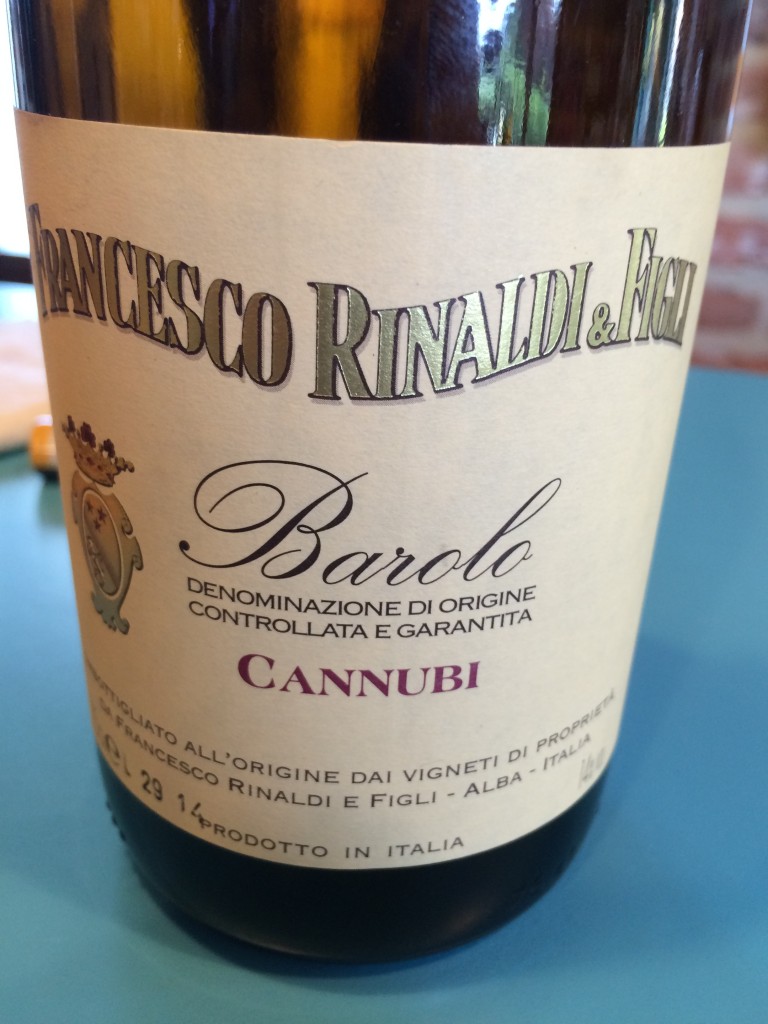 FRANCESCO RINALDI & FIGLI
Barolo
DENOMINAZIONE DI ORIGINE
CONTROLLATA E GARANTITA
CANNUBI
ALL'ORIGINE DAI VIGNETI DI PROPRIETÀ
DA FRANCESCO RINALDI E FIGLI - ALBA - ITALIA
L 29 14
PRODOTTO IN ITALIA